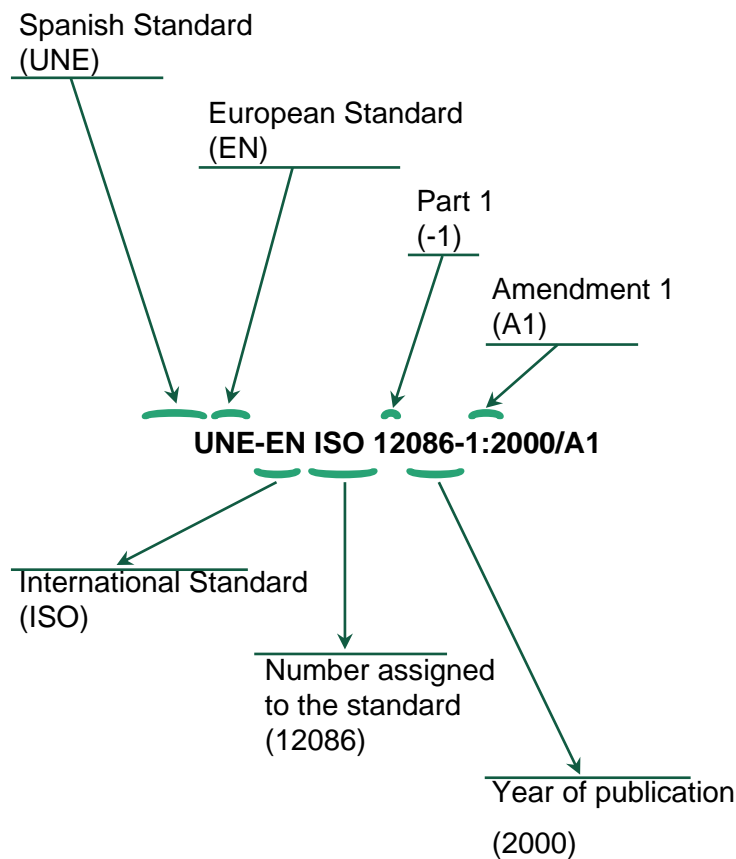 Spanish Standard
(UNE)
European Standard
(EN)
Part 1
(-1)
Amendment 1
(A1)
UNE-EN ISO 12086-1:2000/A1
International Standard
(ISO)
Number assigned
to the standard
(12086)
Year of publication
(2000)